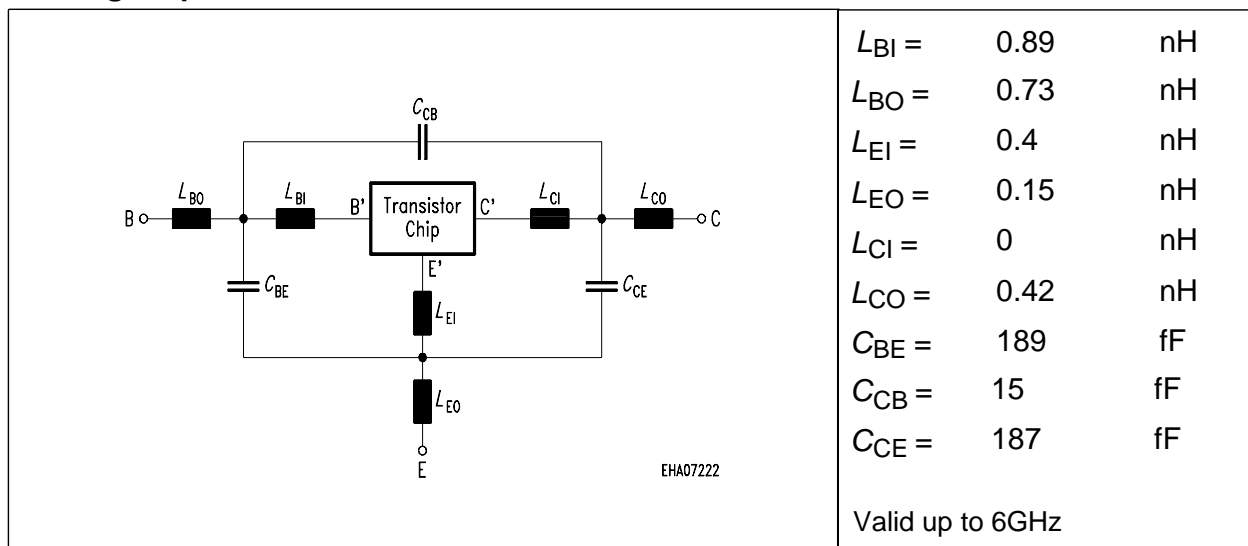 C_CB
L_BO
L_BI
B'
Transistor
Chip
C'
L_CI
L_CO
B
C
E'
C_BE
C_CE
L_EI
L_EO
E
EHA07222
L_BI = 0.89 nH
L_BO = 0.73 nH
L_EI = 0.4 nH
L_EO = 0.15 nH
L_CI = 0 nH
L_CO = 0.42 nH
C_BE = 189 fF
C_CB = 15 fF
C_CE = 187 fF
Valid up to 6GHz